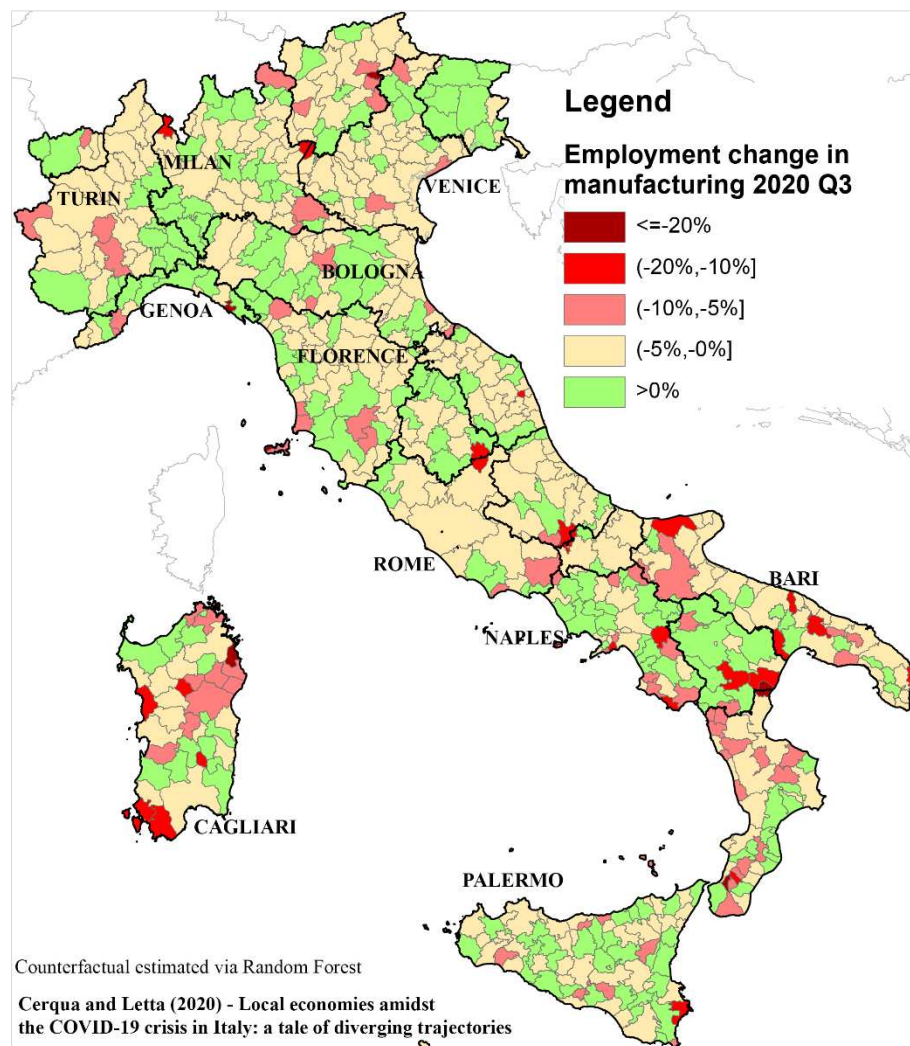 Legend
Employment change in
manufacturing 2020 Q3
<=-20%
(-20%,-10%]
(-10%,-5%]
(-5%,-0%]
>0%
MILAN
TURIN
VENICE
BOLOGNA
GENOA
FLORENCE
ROME
BARI
NAPLES
CAGLIARI
PALERMO
Counterfactual estimated via Random Forest
Cerqua and Letta (2020) - Local economies amidst
the COVID-19 crisis in Italy: a tale of diverging trajectories